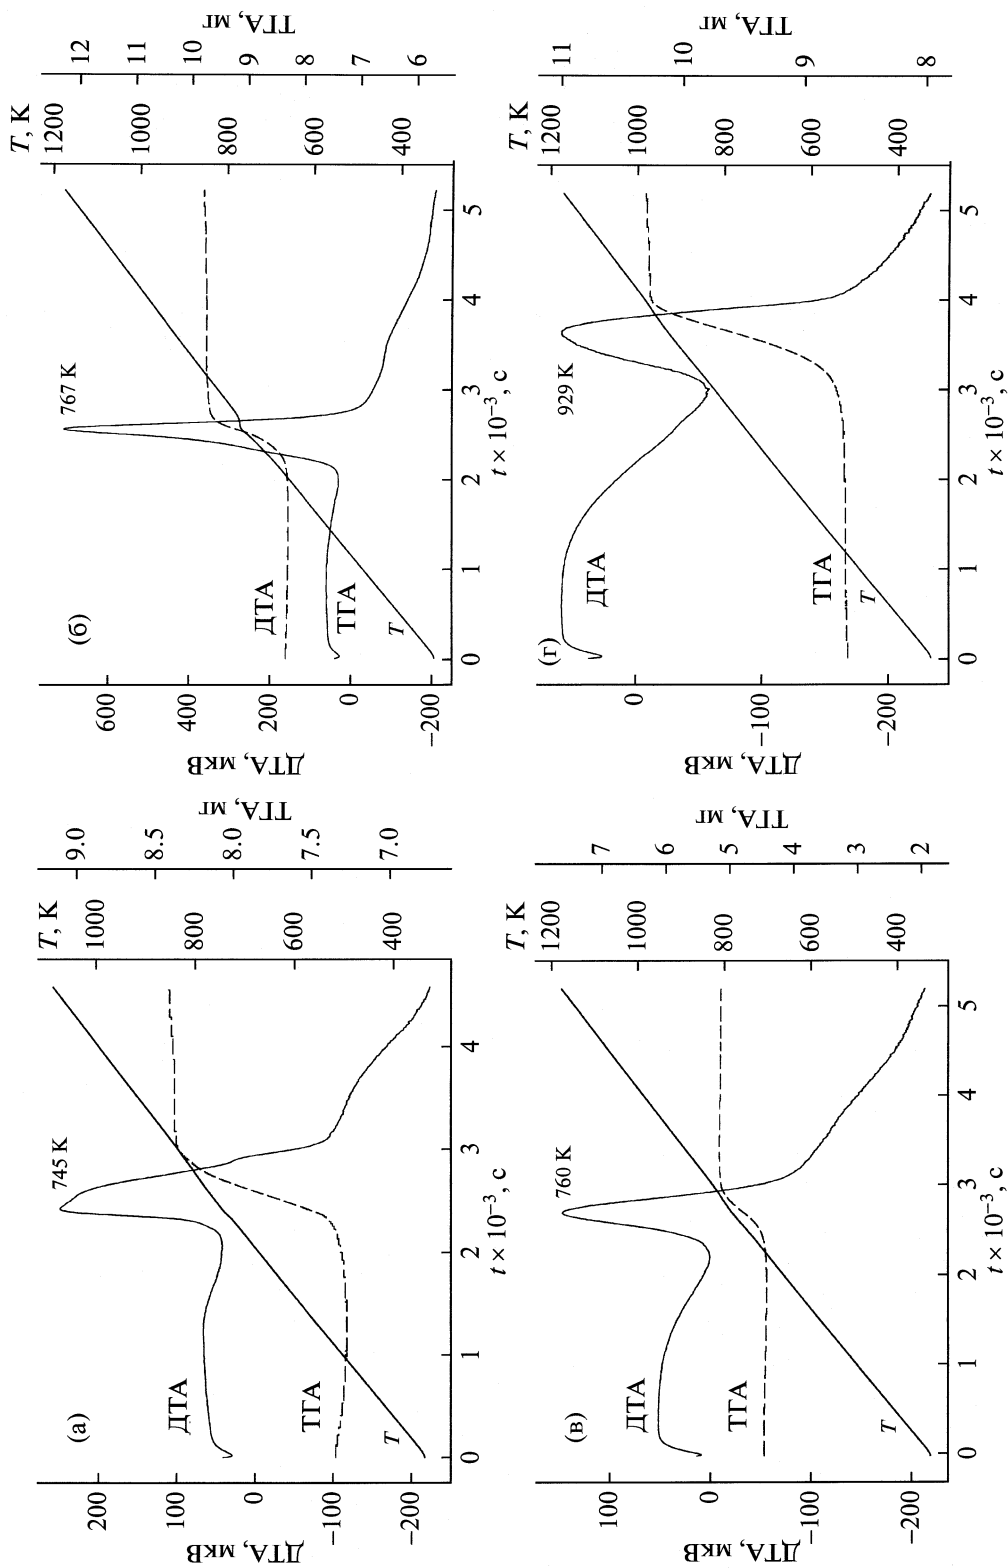 (а)
745 К
ДТА
ТГА
T
ДТА, мкВ
200
100
0
−100
−200
0
1
2
3
4
t × 10⁻³, с
T, К
1000
800
600
400
ТГА, мг
9.0
8.5
8.0
7.5
7.0
(б)
767 К
ДТА
ТГА
T
ДТА, мкВ
600
400
200
0
−200
0
1
2
3
4
5
t × 10⁻³, с
T, К
1200
1000
800
600
400
ТГА, мг
12
11
10
9
8
7
6
(в)
760 К
ДТА
ТГА
T
ДТА, мкВ
100
0
−100
−200
0
1
2
3
4
5
t × 10⁻³, с
T, К
1200
1000
800
600
400
ТГА, мг
7
6
5
4
3
2
(г)
929 К
ДТА
ТГА
T
ДТА, мкВ
0
−100
−200
0
1
2
3
4
5
t × 10⁻³, с
T, К
1200
1000
800
600
400
ТГА, мг
11
10
9
8